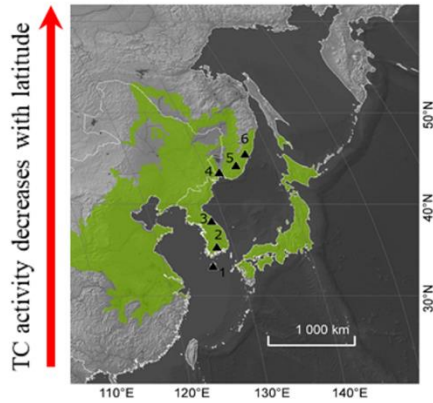 TC activity decreases with latitude
50°N
6
5
4
40°N
3
2
1
30°N
1 000 km
110°E 120°E 130°E 140°E